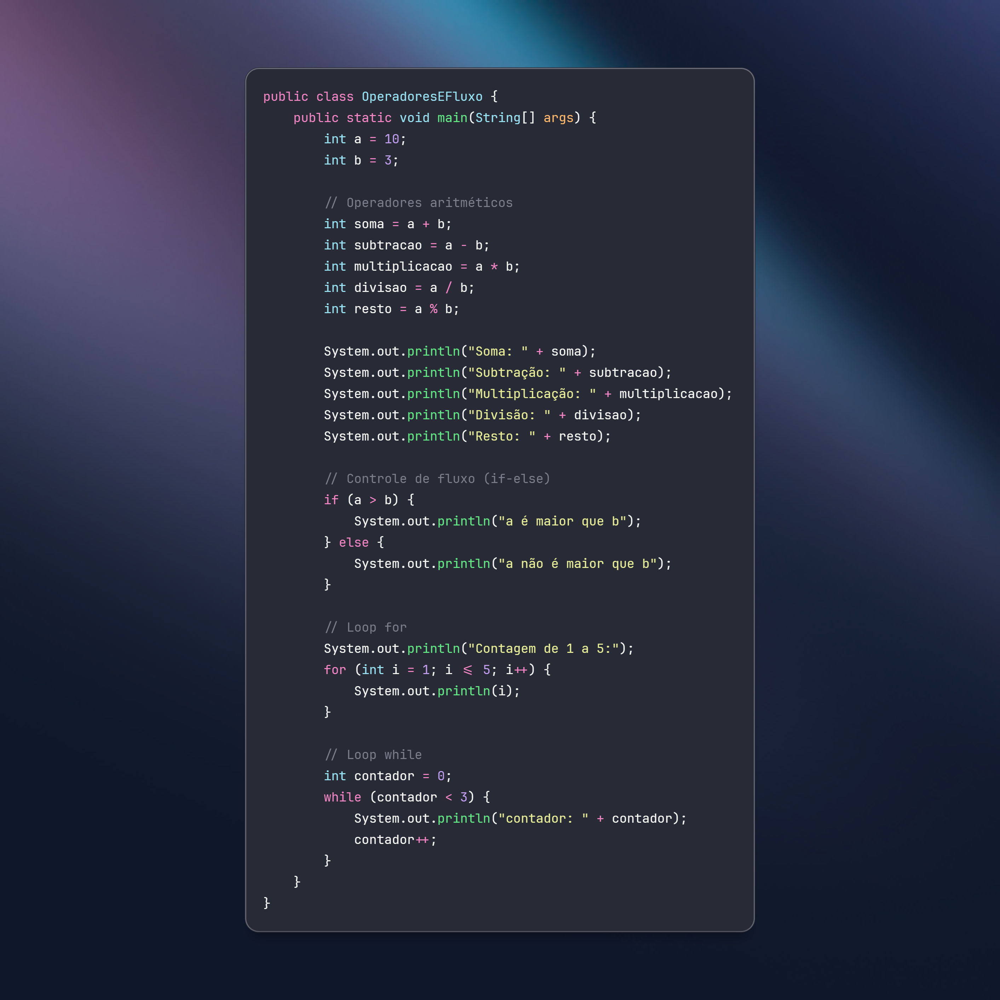 public class OperadoresEFluxo {
    public static void main(String[] args) {
        int a = 10;
        int b = 3;

        // Operadores aritméticos
        int soma = a + b;
        int subtracao = a - b;
        int multiplicacao = a * b;
        int divisao = a / b;
        int resto = a % b;

        System.out.println("Soma: " + soma);
        System.out.println("Subtração: " + subtracao);
        System.out.println("Multiplicação: " + multiplicacao);
        System.out.println("Divisão: " + divisao);
        System.out.println("Resto: " + resto);

        // Controle de fluxo (if-else)
        if (a > b) {
            System.out.println("a é maior que b");
        } else {
            System.out.println("a não é maior que b");
        }

        // Loop for
        System.out.println("Contagem de 1 a 5:");
        for (int i = 1; i <= 5; i++) {
            System.out.println(i);
        }

        // Loop while
        int contador = 0;
        while (contador < 3) {
            System.out.println("contador: " + contador);
            contador++;
        }
    }
}